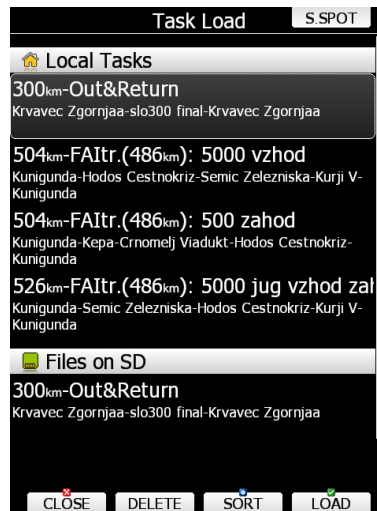 Task Load
S.SPOT
Local Tasks
300km-Out&Return
Krvavec Zgornjaa-slo300 final-Krvavec Zgornjaa
504km-FAItr.(486km): 5000 vzhod
Kunigunda-Hodos Cestnokriz-Semic Zelezniska-Kurji V-
Kunigunda
504km-FAItr.(486km): 500 zahod
Kunigunda-Kepa-Crnomelj Viadukt-Hodos Cestnokriz-
Kunigunda
526km-FAItr.(486km): 5000 jug vzhod zah
Kunigunda-Semic Zelezniska-Hodos Cestnokriz-Kurji V-
Kunigunda
Files on SD
300km-Out&Return
Krvavec Zgornjaa-slo300 final-Krvavec Zgornjaa
CLOSE DELETE SORT LOAD